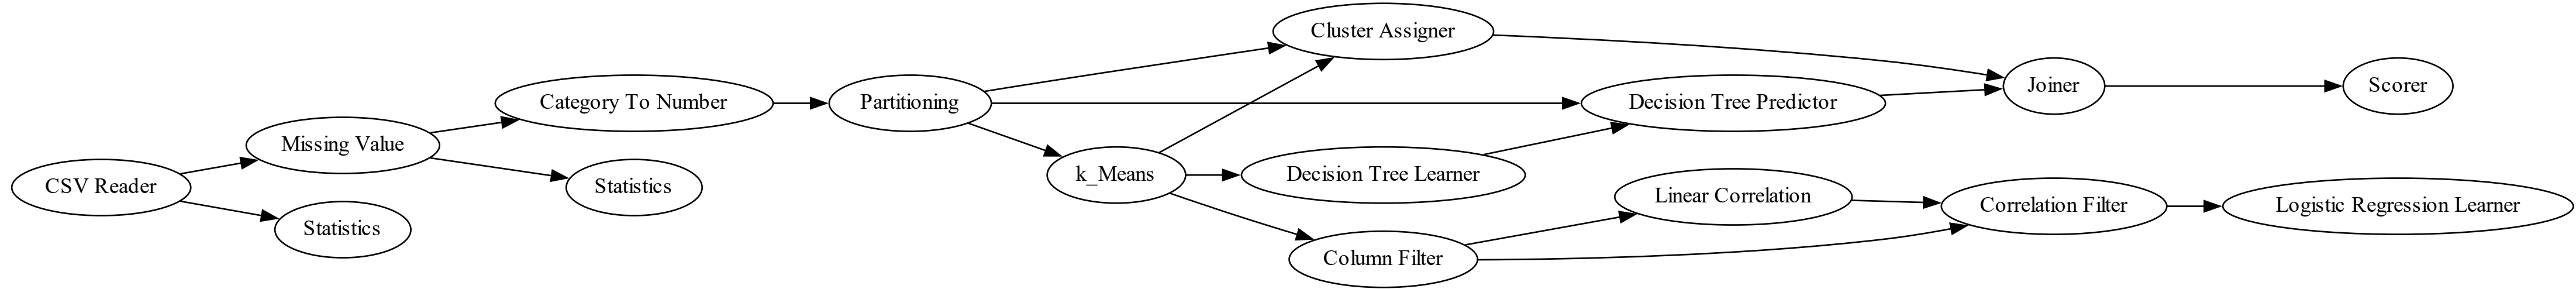 CSV Reader
Missing Value
Statistics
Category To Number
Statistics
Partitioning
Cluster Assigner
k_Means
Decision Tree Learner
Column Filter
Decision Tree Predictor
Linear Correlation
Joiner
Correlation Filter
Scorer
Logistic Regression Learner